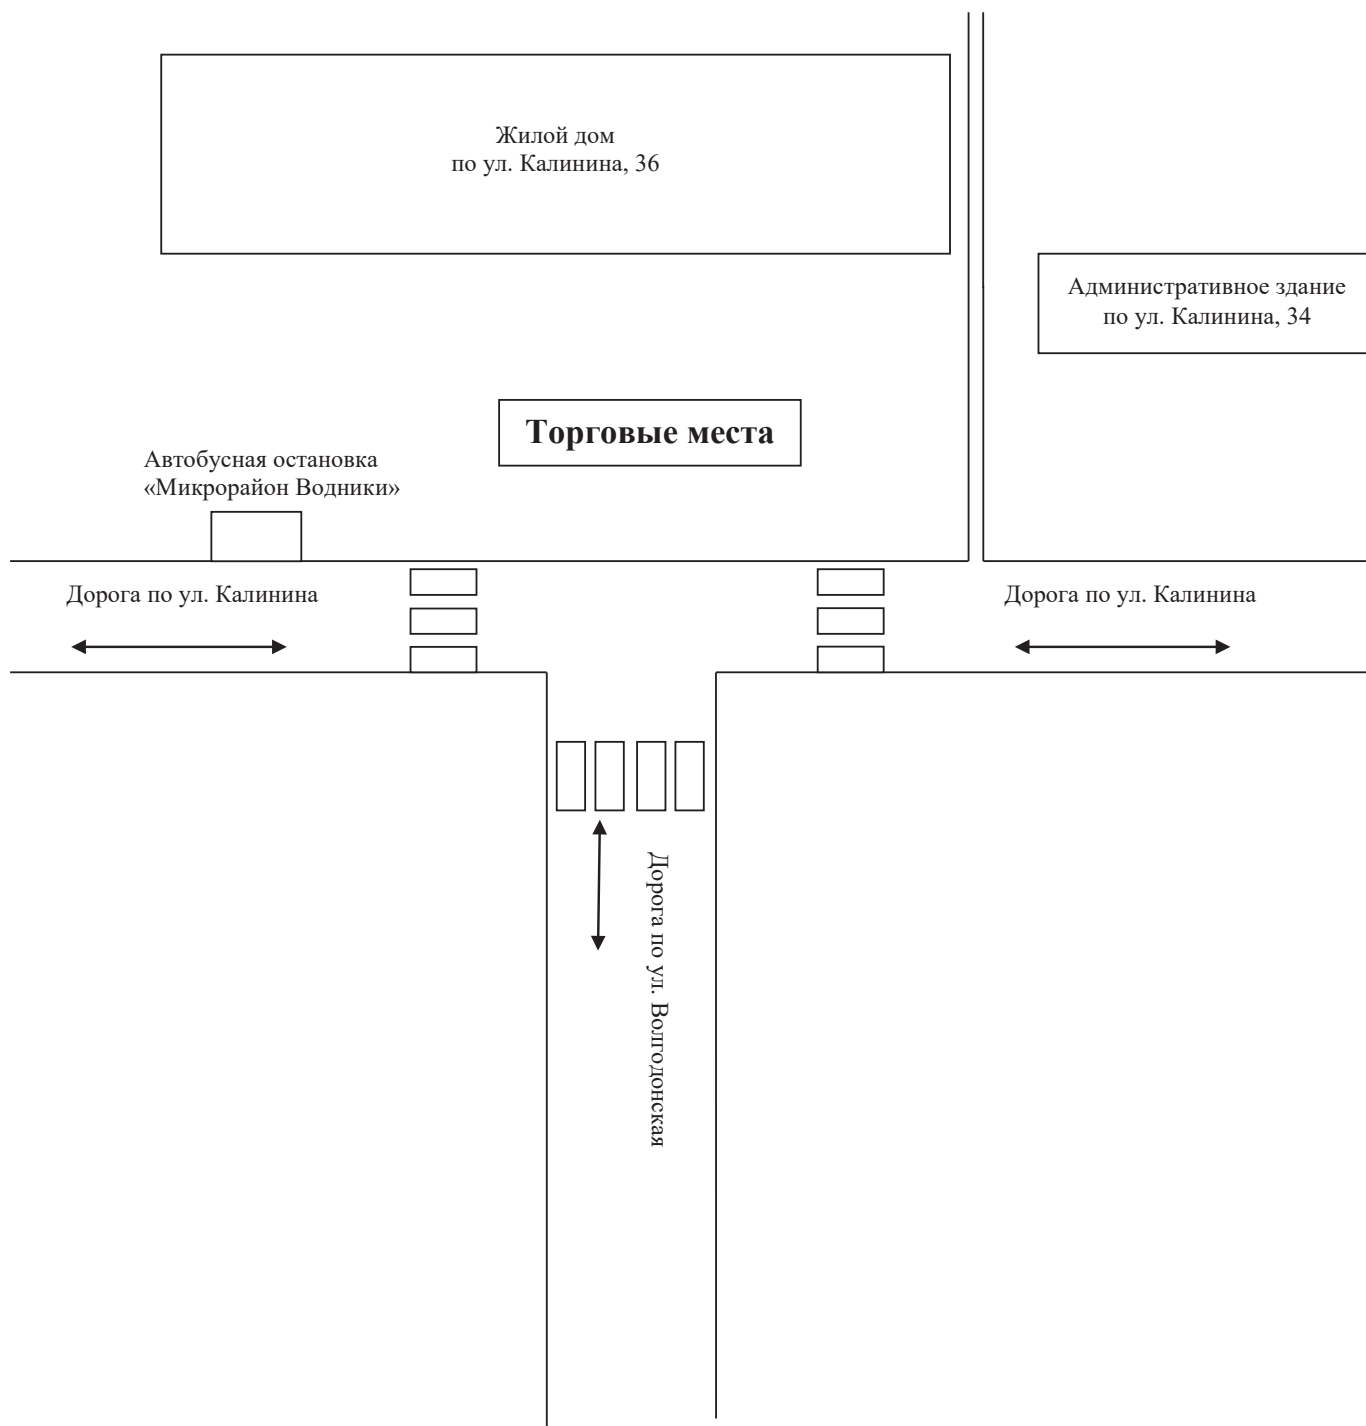 Жилой дом
по ул. Калинина, 36
Административное здание
по ул. Калинина, 34
Торговые места
Автобусная остановка
«Микрорайон Водники»
Дорога по ул. Калинина
Дорога по ул. Калинина
Дорога по ул. Волгодонская